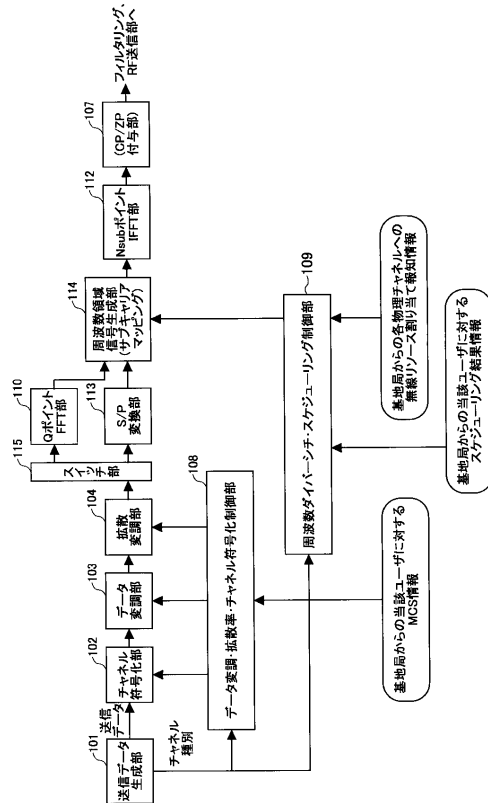 101
送信データ
生成部
送信
データ
チャネル
種別
102
チャネル
符号化部
103
データ
変調部
104
拡散
変調部
115
スイッチ部
110
Qポイント
FFT部
113
S/P
変換部
114
周波数領域
信号生成部
(サブキャリア
マッピング)
112
Nsubポイント
IFFT部
107
(CP/ZP
付与部)
フィルタリング、
RF送信部へ
108
データ変調・拡散率・チャネル符号化制御部
109
周波数ダイバーシチ・スケジューリング制御部
基地局からの当該ユーザに対する
MCS情報
基地局からの当該ユーザに対する
スケジューリング結果情報
基地局からの各物理チャネルへの
無線リソース割り当て報知情報